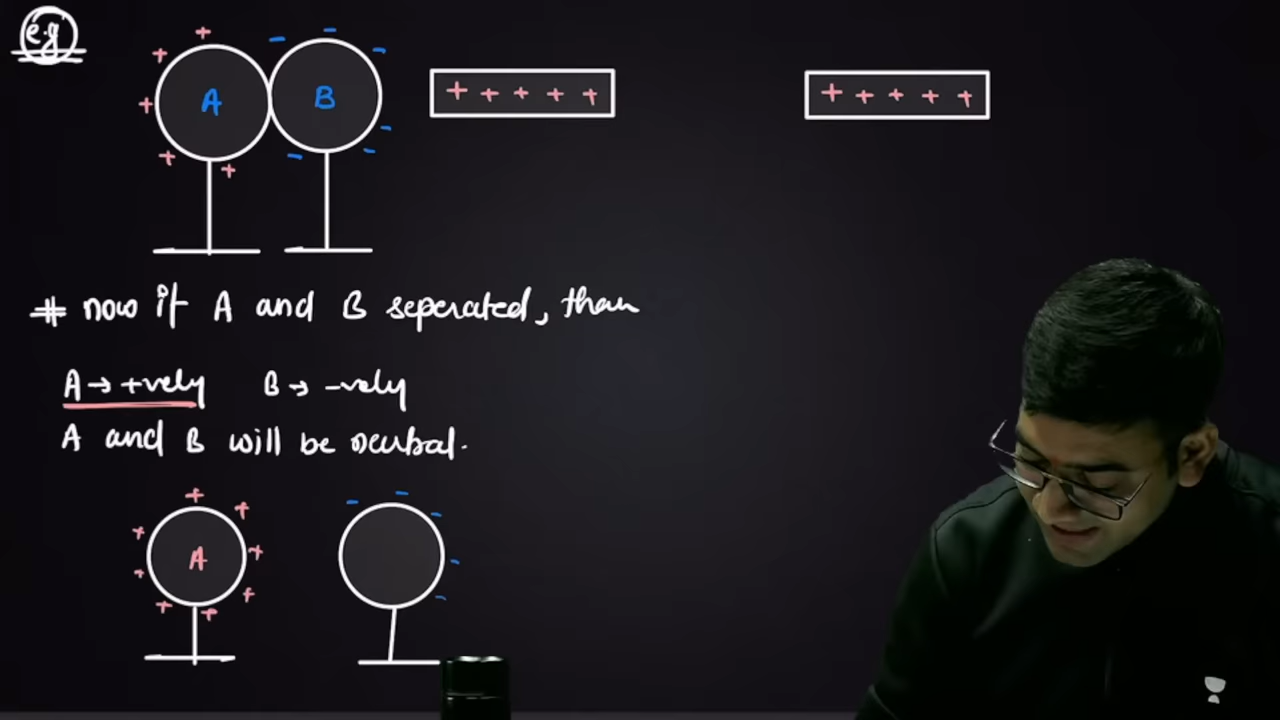 e.g
+ + + + + - - - - - -
A B + + + + + + + + + +
# now if A and B seperated, than
A → +vely B → -vely
A and B will be neutral.
+ + + + + + + + - - - - -
A